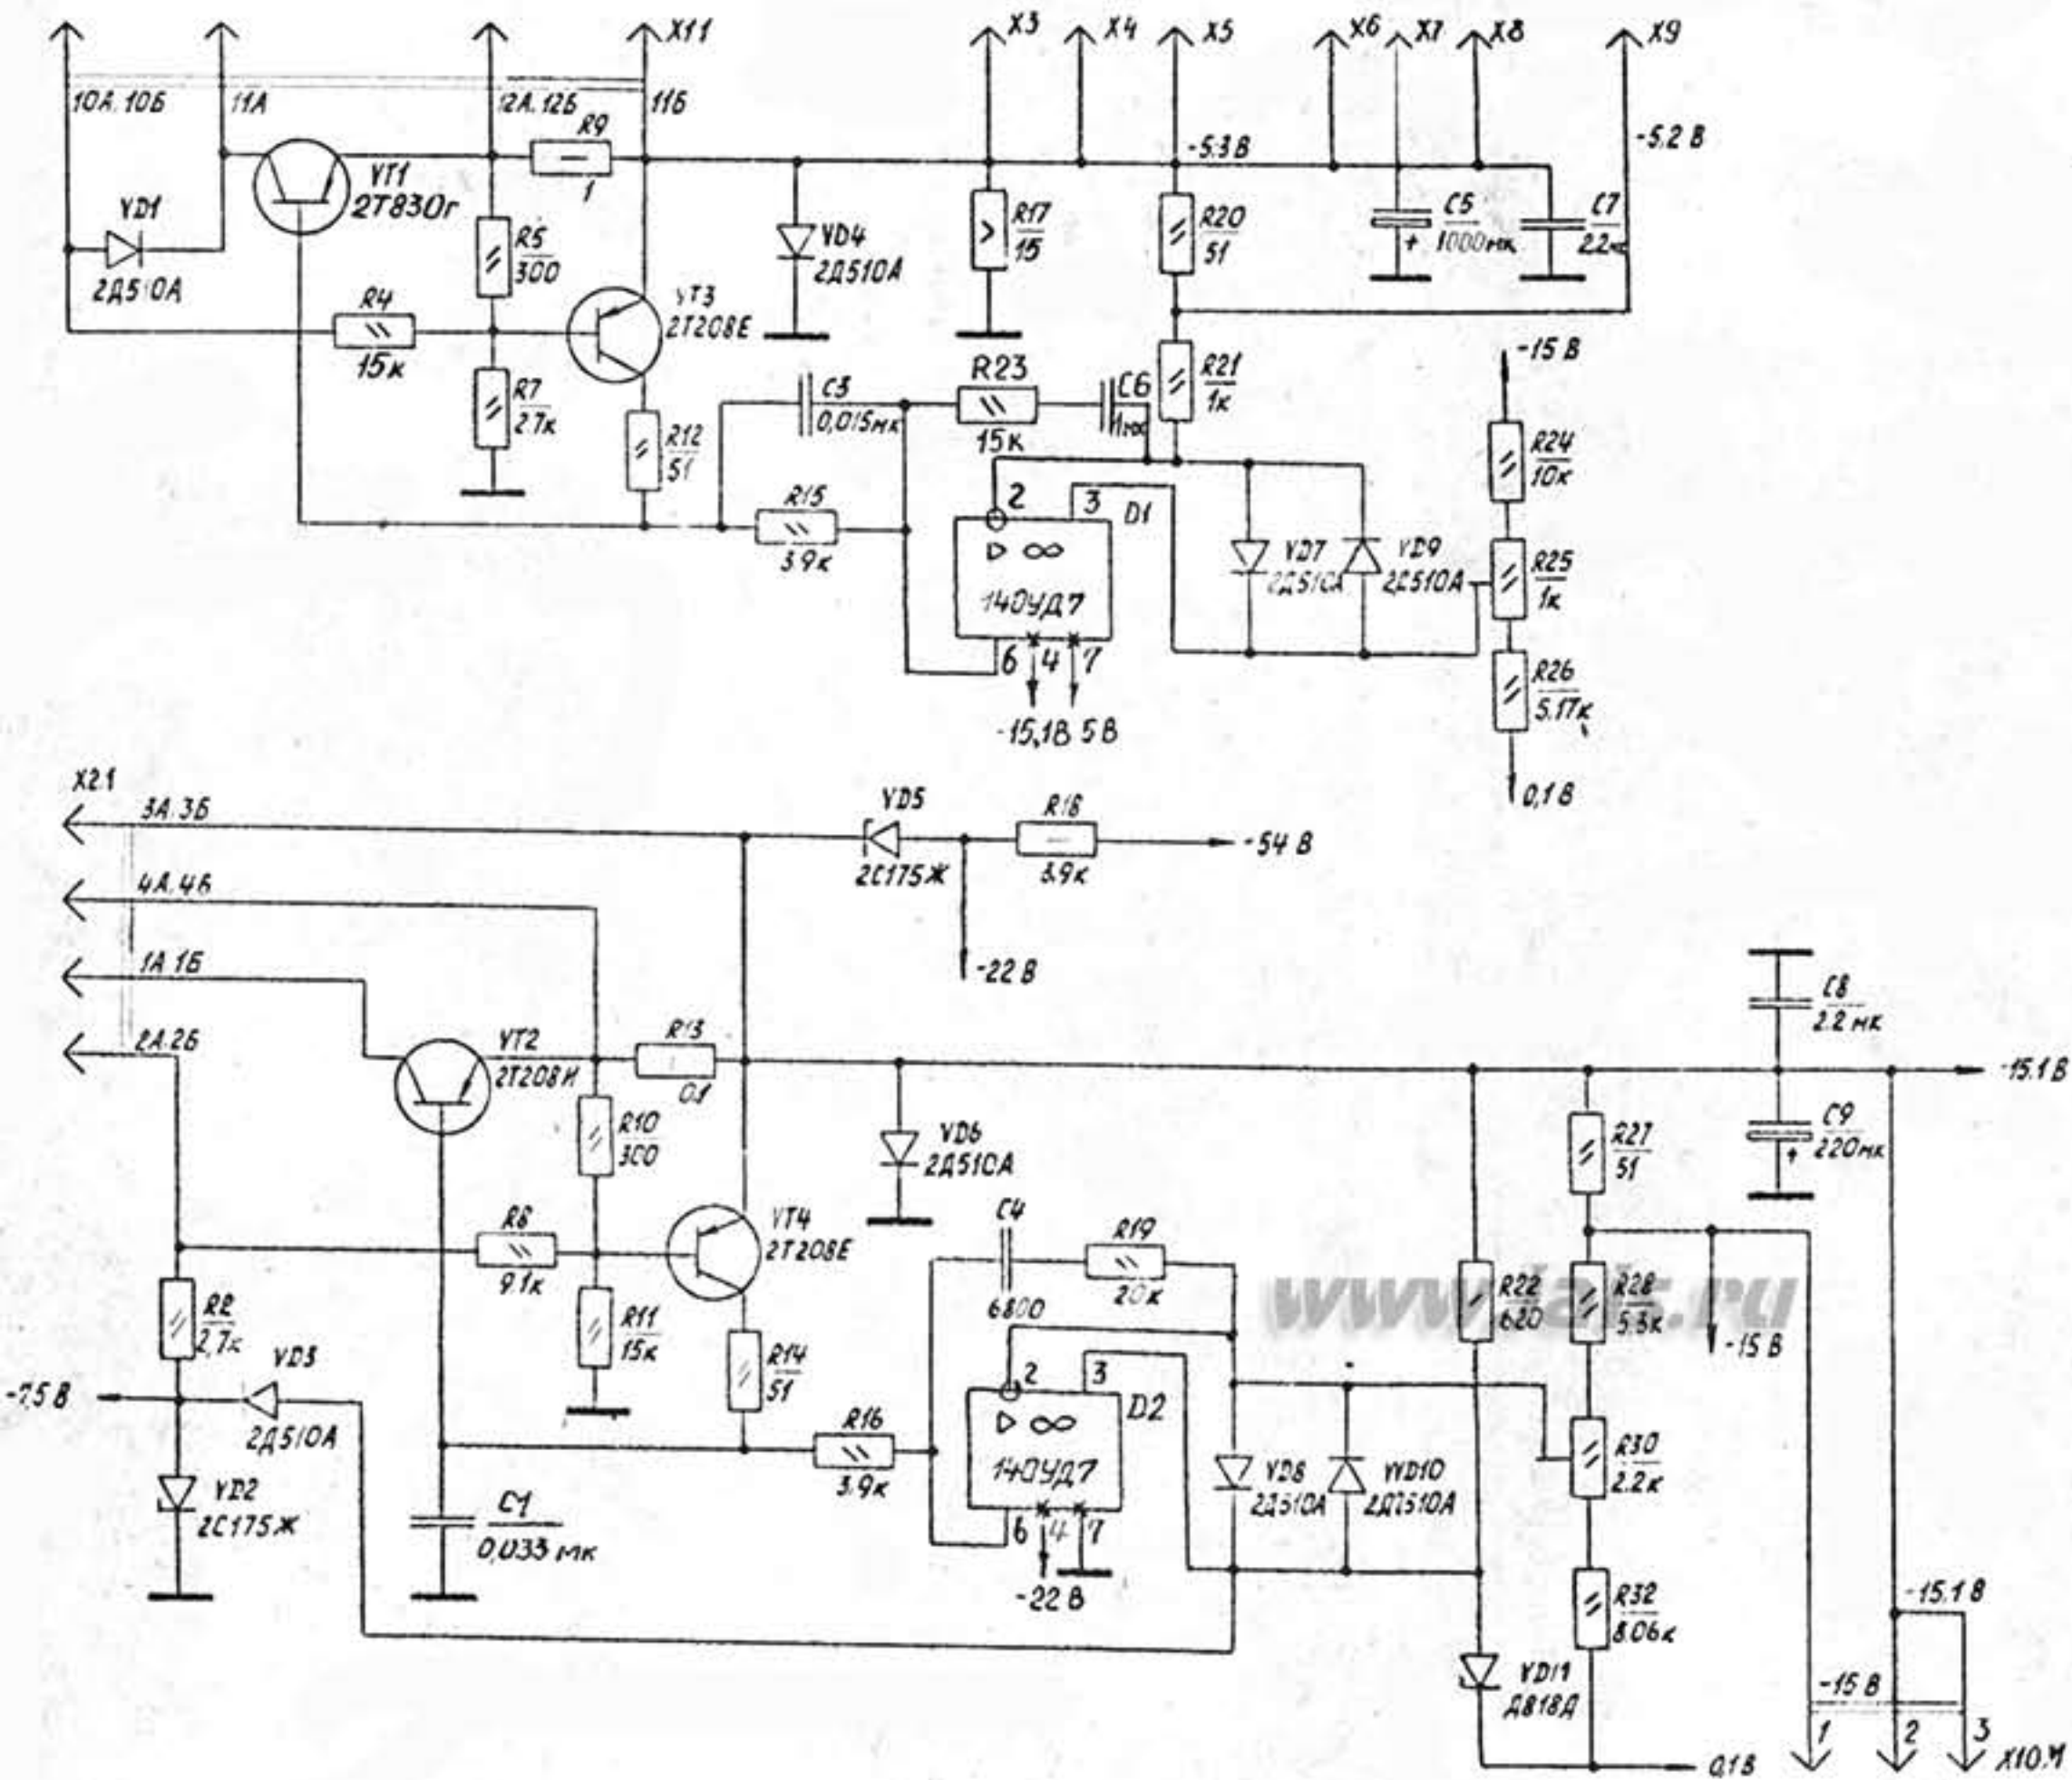 X11
X3
X4
X5
X6
X7
X8
X9
10А.10Б
11А
12А.12Б
11Б
R9
1
-5.3 В
-5.2 В
VT1
2Т830г
VD1
2Д510А
R5
300
VT3
2Т208Е
VD4
2Д510А
R17
15
R20
51
C5
1000мк
+
C7
R4
15к
R7
2.7к
R12
51
C3
0,015мк
R23
15к
C6
1мк
R21
1к
-15 В
R24
10к
R15
3.9к
2
3
D1
▷ ∞
140УД7
6 4 7
-15,1В 5В
VD7
2Д510А
VD9
2Д510А
R25
1к
R26
5.17к
0,1 В
X2.1
3А.3Б
4А.4Б
1А.1Б
2А.2Б
VD5
2С175Ж
R18
3.9к
-54 В
-22 В
C8
2.2 мк
-15.1 В
C9
220мк
+
VT2
2Т208И
R13
0.1
R10
300
VD6
2Д510А
R27
51
R8
9.1к
VT4
2Т208Е
C4
6800
R19
20к
R22
620
R28
5.3к
-15 В
www.
.ru
R2
2,7к
R11
15к
R14
51
-7.5 В
VD3
2Д510А
VD2
2С175Ж
C1
0,033 мк
R16
3.9к
2
3
D2
▷ ∞
140УД7
6 4 7
-22 В
VD8
2Д510А
VVD10
2Д2510А
R30
2.2к
R32
8.06к
VD11
Д818Д
0,1В
-15.1 В
-15 В
1
2
3
X10.1